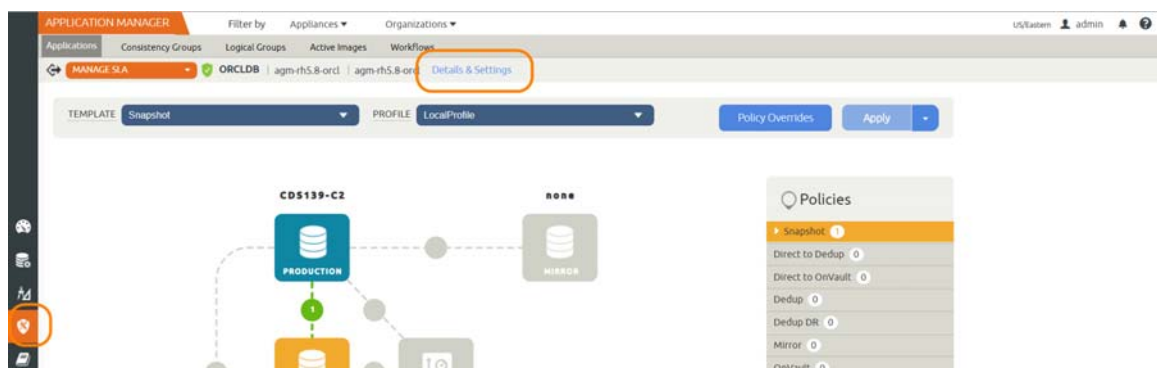 APPLICATION MANAGER Filter by Appliances Organizations US/Eastern admin
Applications Consistency Groups Logical Groups Active Images Workflows
MANAGE SLA ORCLDB agm-rh5.8-orcl agm-rh5.8-orcl Details & Settings
TEMPLATE Snapshot PROFILE LocalProfile Policy Overrides Apply
CDS139-C2 none
PRODUCTION MIRROR
1
Policies
Snapshot 1
Direct to Dedup 0
Direct to OnVault 0
Dedup 0
Dedup DR 0
Mirror 0
OnVault 0